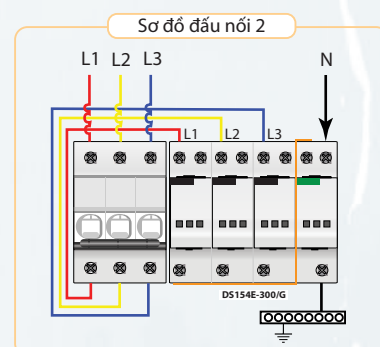 Sơ đồ đấu nối 2
L1 L2 L3 N
L1 L2 L3
DS154E-300/G